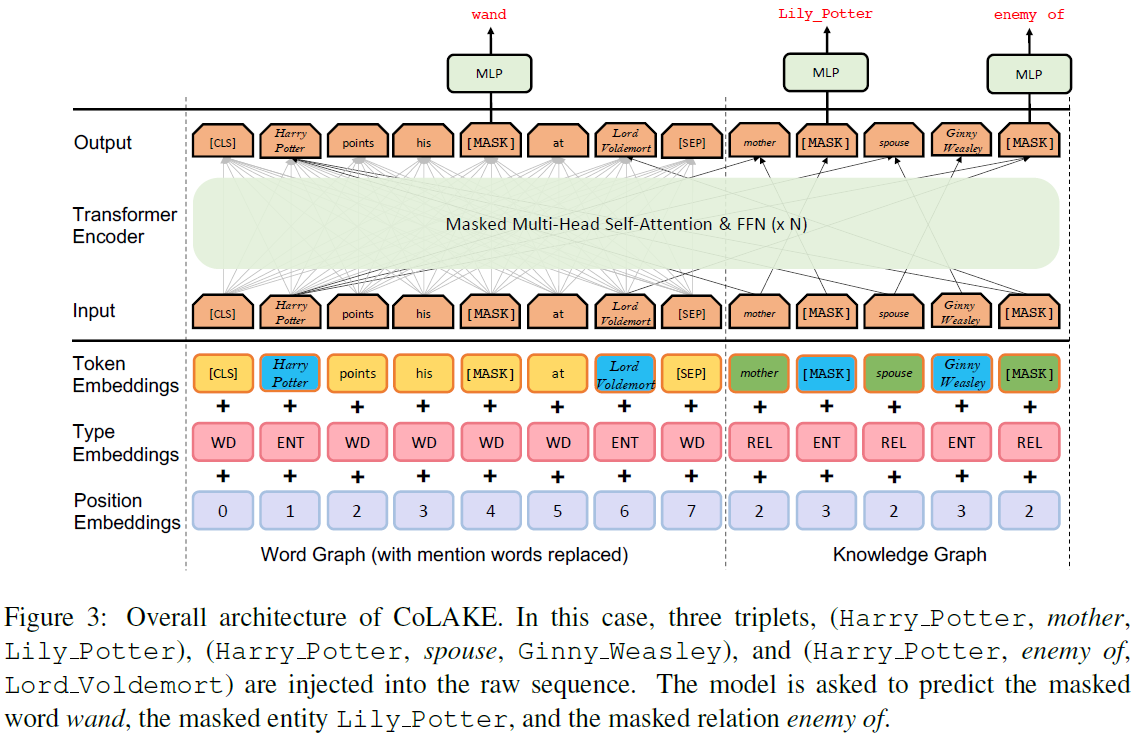 wand Lily_Potter enemy of
MLP MLP MLP
Output [CLS] Harry Potter points his [MASK] at Lord Voldemort [SEP] mother [MASK] spouse Ginny Weasley [MASK]
Transformer Encoder
Masked Multi-Head Self-Attention & FFN (x N)
Input [CLS] Harry Potter points his [MASK] at Lord Voldemort [SEP] mother [MASK] spouse Ginny Weasley [MASK]
Token Embeddings [CLS] Harry Potter points his [MASK] at Lord Voldemort [SEP] mother [MASK] spouse Ginny Weasley [MASK]
+ + + + + + + + + + + + +
Type Embeddings WD ENT WD WD WD WD ENT WD REL ENT REL ENT REL
+ + + + + + + + + + + + +
Position Embeddings 0 1 2 3 4 5 6 7 2 3 2 3 2
Word Graph (with mention words replaced) Knowledge Graph
Figure 3: Overall architecture of CoLAKE. In this case, three triplets, (Harry_Potter, mother,
Lily_Potter), (Harry_Potter, spouse, Ginny_Weasley), and (Harry_Potter, enemy of,
Lord_Voldemort) are injected into the raw sequence. The model is asked to predict the masked
word wand, the masked entity Lily_Potter, and the masked relation enemy of.